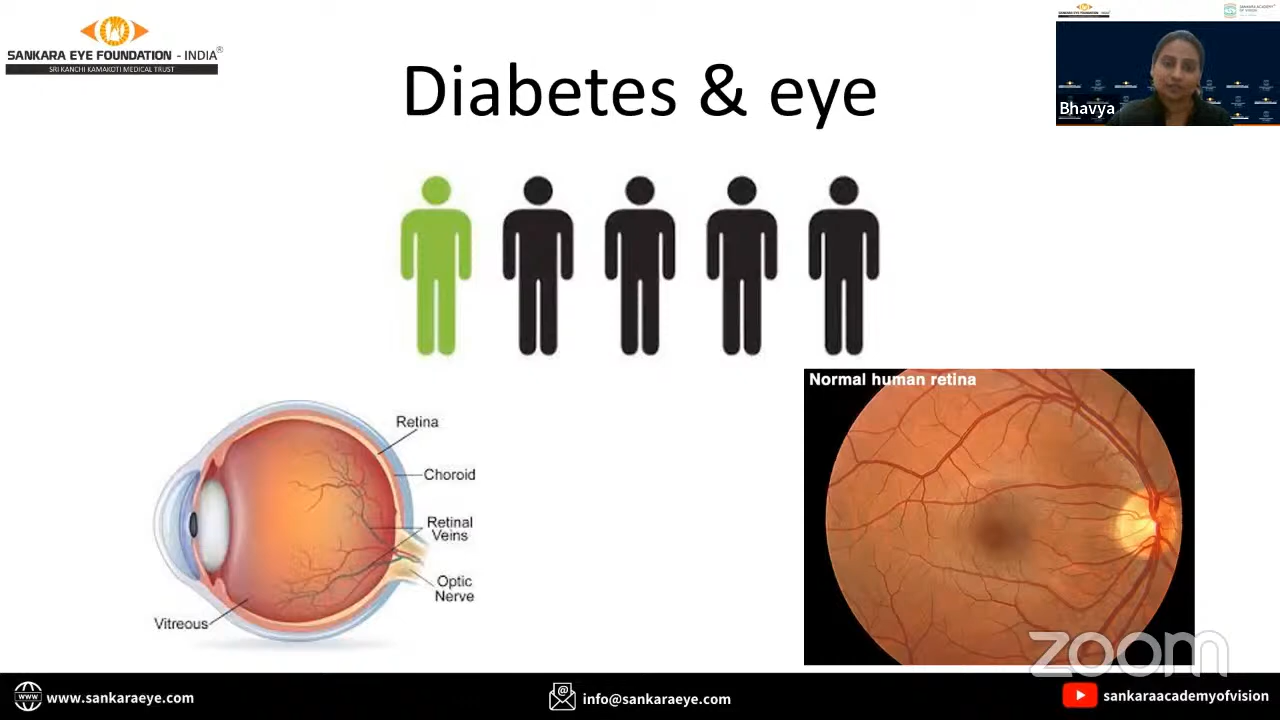 SANKARA EYE FOUNDATION - INDIA®
SRI KANCHI KAMAKOTI MEDICAL TRUST
Diabetes & eye
Bhavya
Normal human retina
Retina
Choroid
Retinal
Veins
Optic
Nerve
Vitreous
zoom
www.sankaraeye.com
info@sankaraeye.com
sankaraacademyofvision